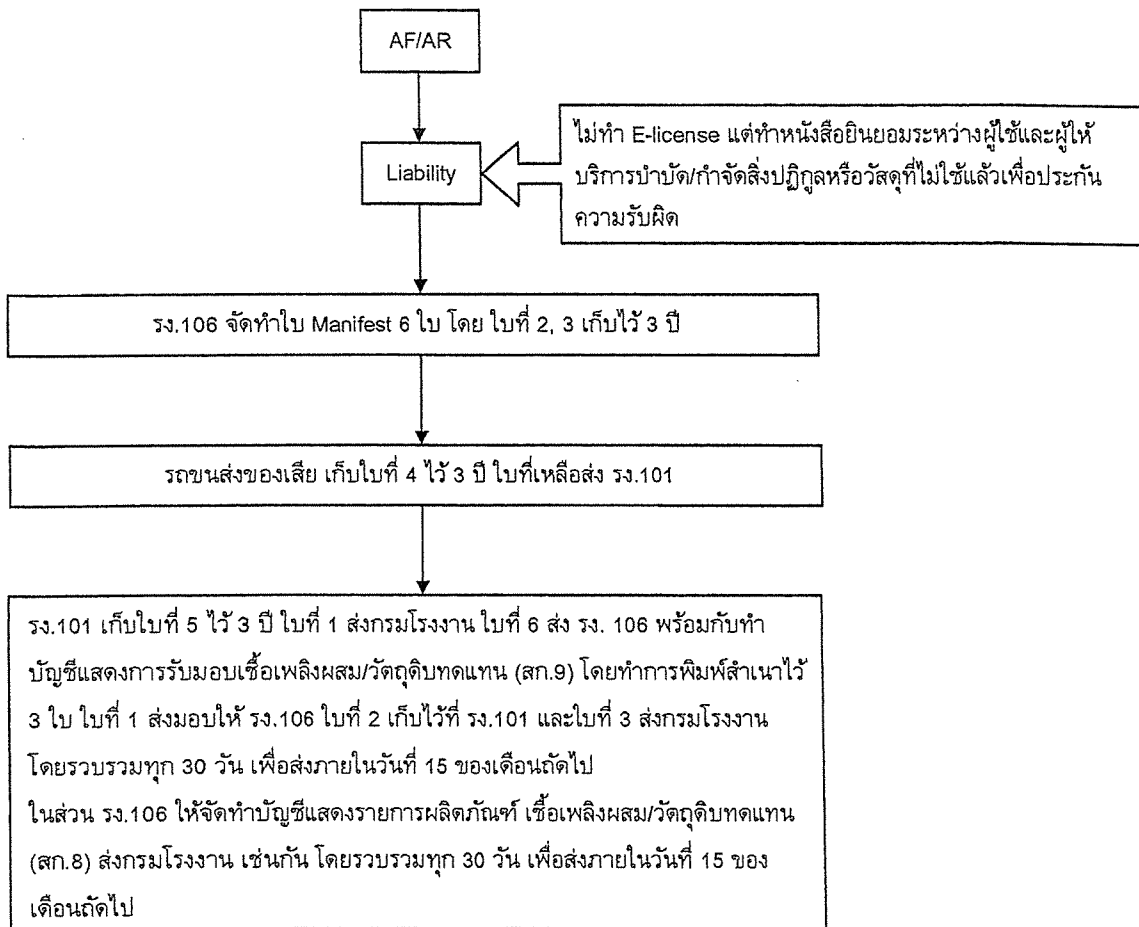 AF/AR
Liability
ไม่ทำ E-license แต่ทำหนังสือยินยอมระหว่างผู้ใช้และผู้ให้
บริการบำบัด/กำจัดสิ่งปฏิกูลหรือวัสดุที่ไม่ใช้แล้วเพื่อประกัน
ความรับผิด
รง.106 จัดทำใบ Manifest 6 ใบ โดย ใบที่ 2, 3 เก็บไว้ 3 ปี
รถขนส่งของเสีย เก็บใบที่ 4 ไว้ 3 ปี ใบที่เหลือส่ง รง.101
รง.101 เก็บใบที่ 5 ไว้ 3 ปี ใบที่ 1 ส่งกรมโรงงาน ใบที่ 6 ส่ง รง. 106 พร้อมกับทำ
บัญชีแสดงการรับมอบเชื้อเพลิงผสม/วัตถุดิบทดแทน (สก.9) โดยทำการพิมพ์สำเนาไว้
3 ใบ ใบที่ 1 ส่งมอบให้ รง.106 ใบที่ 2 เก็บไว้ที่ รง.101 และใบที่ 3 ส่งกรมโรงงาน
โดยรวบรวมทุก 30 วัน เพื่อส่งภายในวันที่ 15 ของเดือนถัดไป
ในส่วน รง.106 ให้จัดทำบัญชีแสดงรายการผลิตภัณฑ์ เชื้อเพลิงผสม/วัตถุดิบทดแทน
(สก.8) ส่งกรมโรงงาน เช่นกัน โดยรวบรวมทุก 30 วัน เพื่อส่งภายในวันที่ 15 ของ
เดือนถัดไป